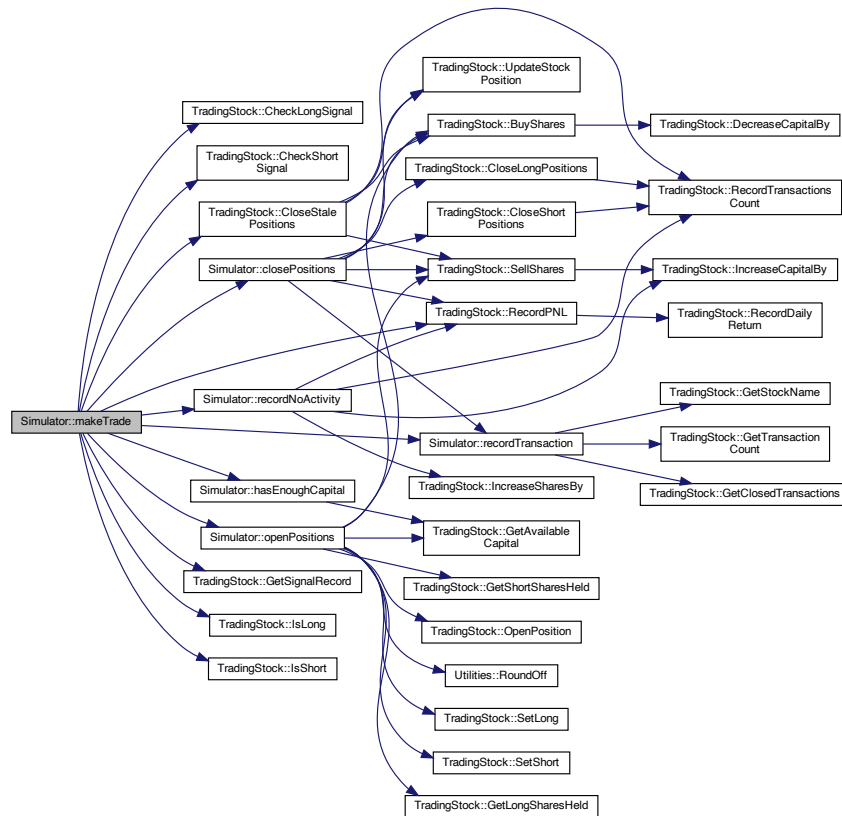 TradingStock::UpdateStock
Position
TradingStock::CheckLongSignal
TradingStock::BuyShares
TradingStock::DecreaseCapitalBy
TradingStock::CheckShort
Signal
TradingStock::CloseLongPositions
TradingStock::RecordTransactions
Count
TradingStock::CloseStale
Positions
TradingStock::CloseShort
Positions
Simulator::closePositions
TradingStock::SellShares
TradingStock::IncreaseCapitalBy
TradingStock::RecordPNL
TradingStock::RecordDaily
Return
Simulator::recordNoActivity
TradingStock::GetStockName
Simulator::makeTrade
Simulator::recordTransaction
TradingStock::GetTransaction
Count
Simulator::hasEnoughCapital
TradingStock::IncreaseSharesBy
TradingStock::GetClosedTransactions
Simulator::openPositions
TradingStock::GetAvailable
Capital
TradingStock::GetSignalRecord
TradingStock::GetShortSharesHeld
TradingStock::IsLong
TradingStock::OpenPosition
TradingStock::IsShort
Utilities::RoundOff
TradingStock::SetLong
TradingStock::SetShort
TradingStock::GetLongSharesHeld